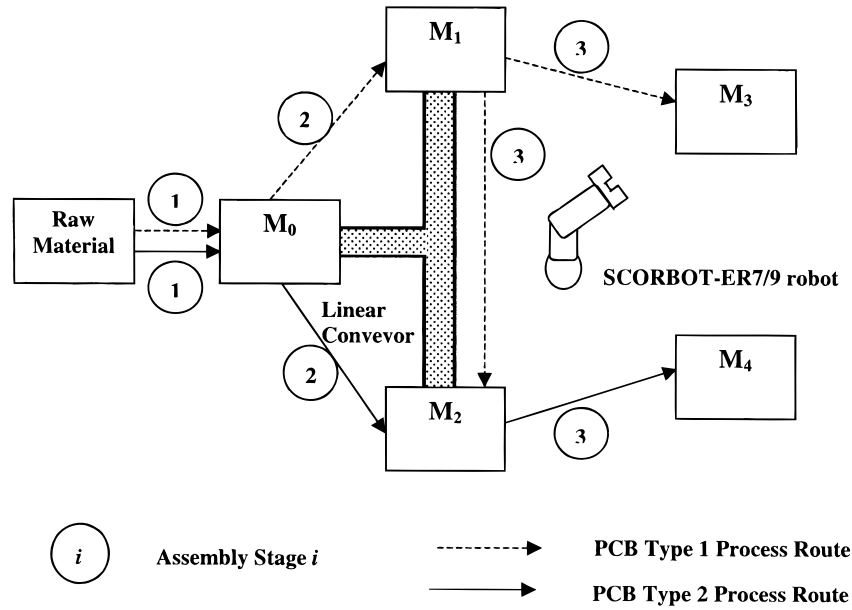 M1
3
M3
2
3
1
Raw
Material
M0
SCORBOT-ER7/9 robot
1
Linear
Convevor
2
M4
M2
3
i
Assembly Stage i
PCB Type 1 Process Route
PCB Type 2 Process Route